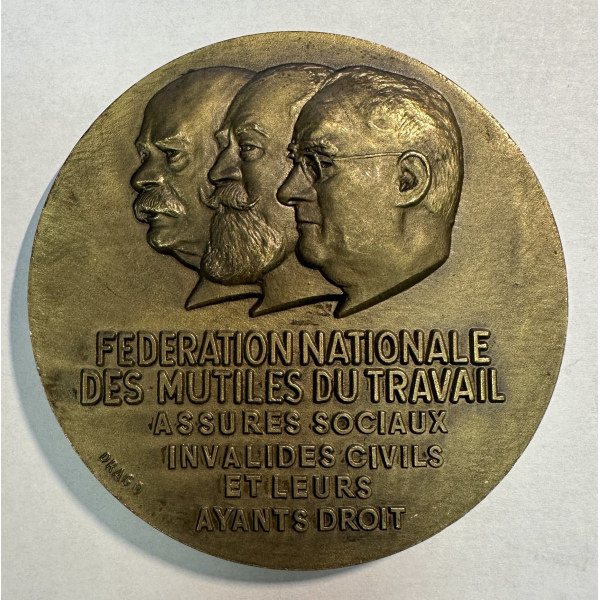 FEDERATION NATIONALE
DES MUTILES DU TRAVAIL
ASSURES SOCIAUX
INVALIDES CIVILS
ET LEURS
AYANTS DROIT